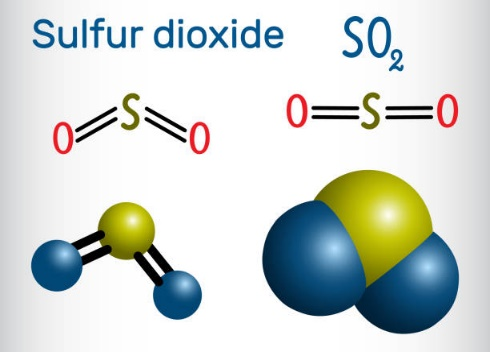 Sulfur dioxide
SO₂
O=S=O
O=S=O